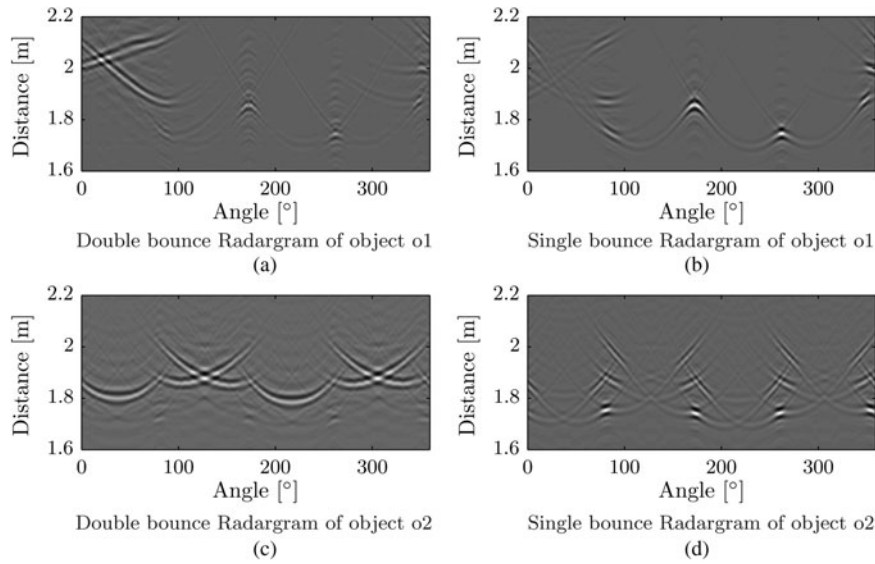 2.2
2.2
Distance [m]
2
Distance [m]
2
1.8
1.8
1.6
1.6
0
100
200
300
0
100
200
300
Angle [°]
Angle [°]
Double bounce Radargram of object o1
Single bounce Radargram of object o1
(a)
(b)
2.2
2.2
Distance [m]
2
Distance [m]
2
1.8
1.8
1.6
1.6
0
100
200
300
0
100
200
300
Angle [°]
Angle [°]
Double bounce Radargram of object o2
Single bounce Radargram of object o2
(c)
(d)